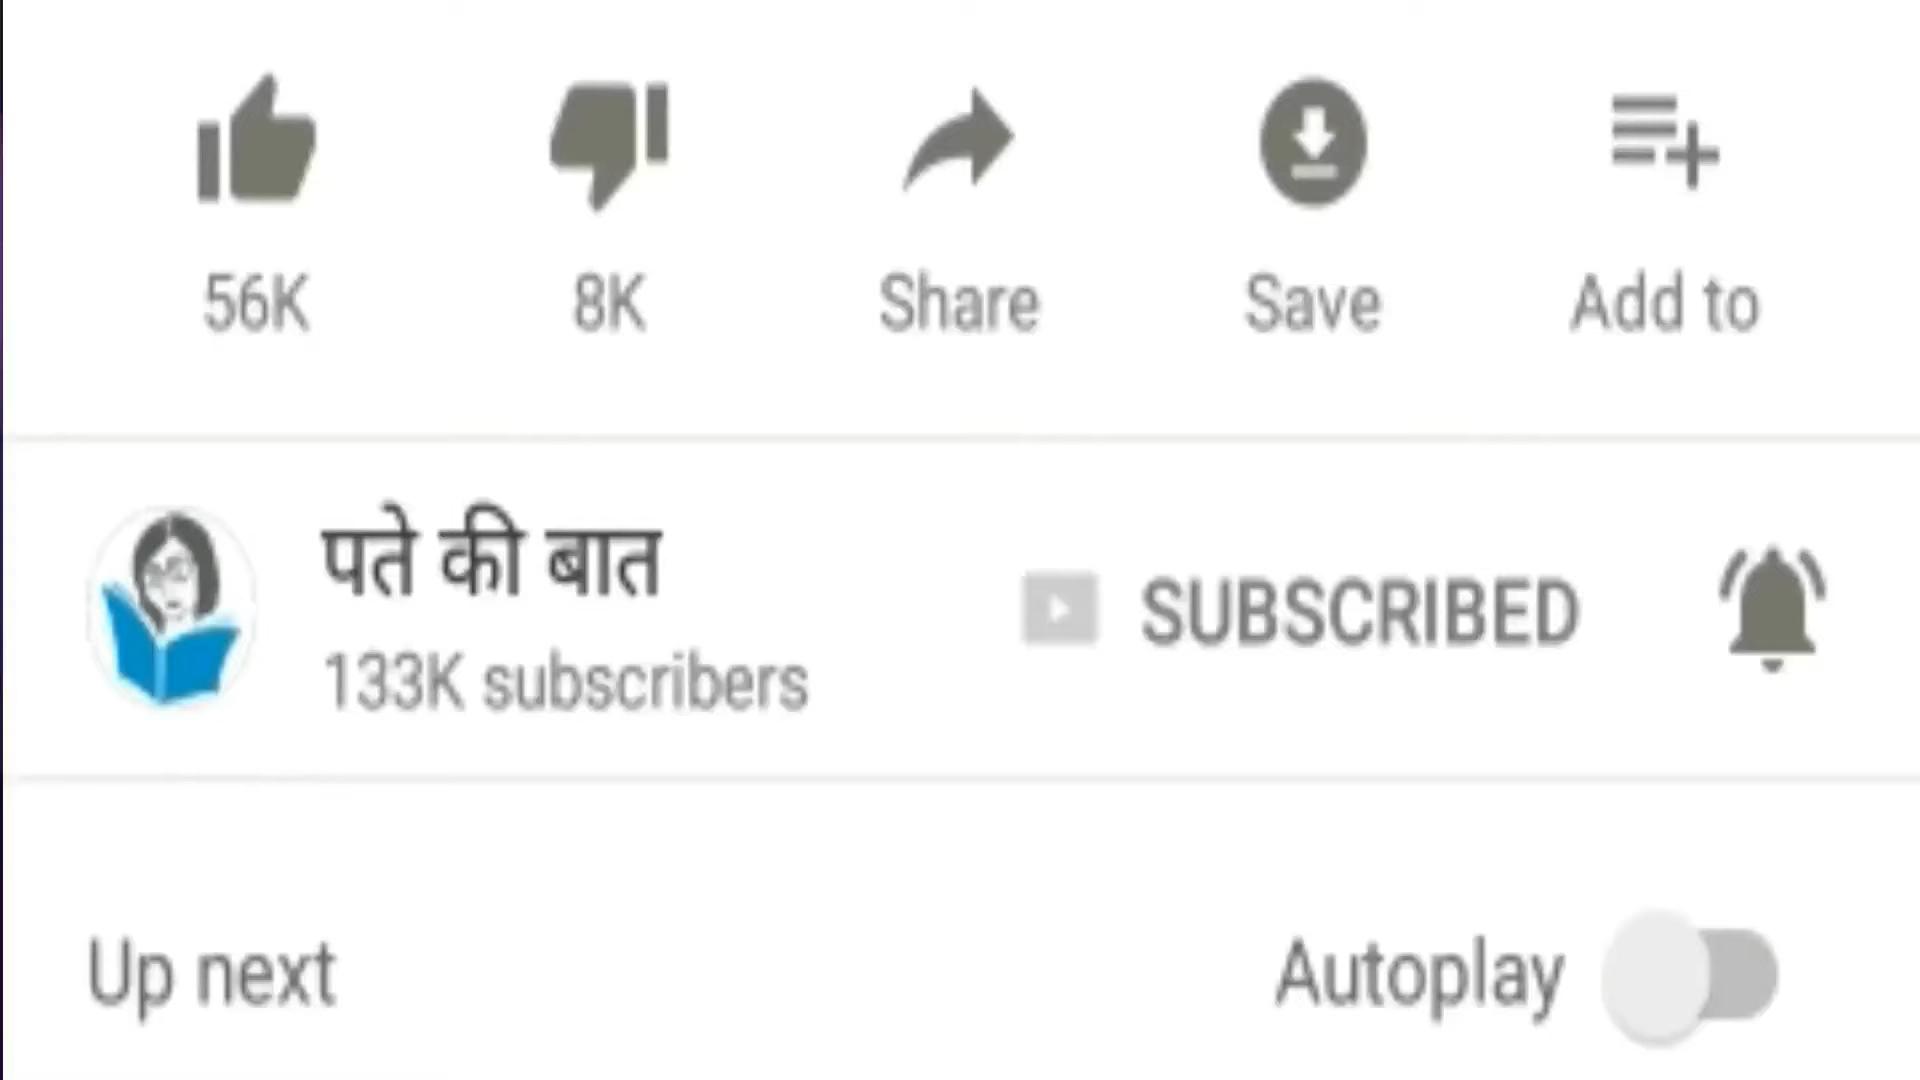 56K 8K Share Save Add to
पते की बात SUBSCRIBED
133K subscribers
Up next Autoplay